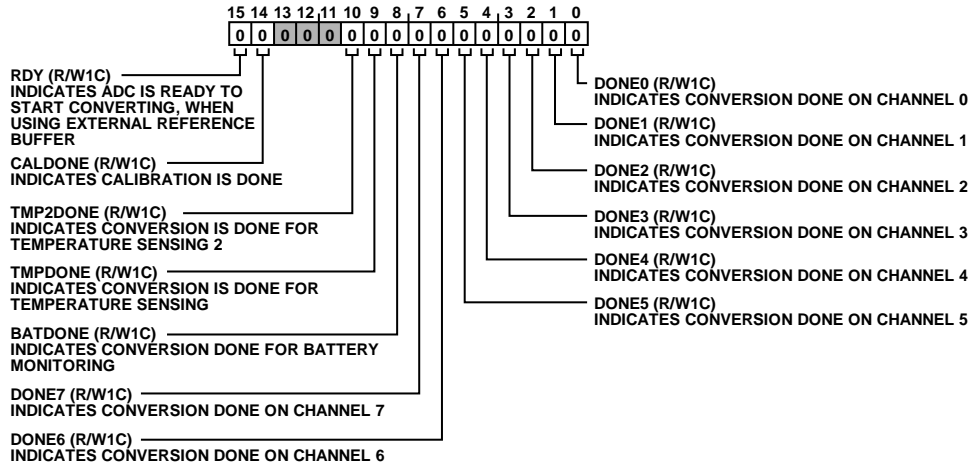 15 14 13 12 11 10 9 8 7 6 5 4 3 2 1 0
0 0 0 0 0 0 0 0 0 0 0 0 0 0 0 0
RDY (R/W1C)
INDICATES ADC IS READY TO
START CONVERTING, WHEN
USING EXTERNAL REFERENCE
BUFFER
CALDONE (R/W1C)
INDICATES CALIBRATION IS DONE
TMP2DONE (R/W1C)
INDICATES CONVERSION IS DONE FOR
TEMPERATURE SENSING 2
TMPDONE (R/W1C)
INDICATES CONVERSION IS DONE FOR
TEMPERATURE SENSING
BATDONE (R/W1C)
INDICATES CONVERSION DONE FOR BATTERY
MONITORING
DONE7 (R/W1C)
INDICATES CONVERSION DONE ON CHANNEL 7
DONE6 (R/W1C)
INDICATES CONVERSION DONE ON CHANNEL 6
DONE0 (R/W1C)
INDICATES CONVERSION DONE ON CHANNEL 0
DONE1 (R/W1C)
INDICATES CONVERSION DONE ON CHANNEL 1
DONE2 (R/W1C)
INDICATES CONVERSION DONE ON CHANNEL 2
DONE3 (R/W1C)
INDICATES CONVERSION DONE ON CHANNEL 3
DONE4 (R/W1C)
INDICATES CONVERSION DONE ON CHANNEL 4
DONE5 (R/W1C)
INDICATES CONVERSION DONE ON CHANNEL 5